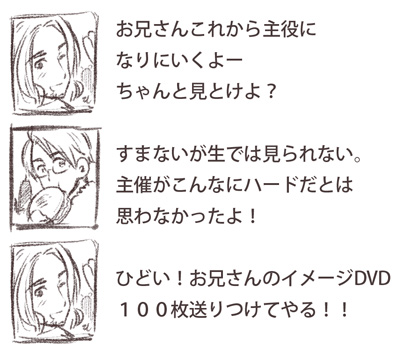 お兄さんこれから主役に
なりにいくよー
ちゃんと見とけよ？
すまないが生では見られない。
主催がこんなにハードだとは
思わなかったよ！
ひどい！お兄さんのイメージDVD
１００枚送りつけてやる！！